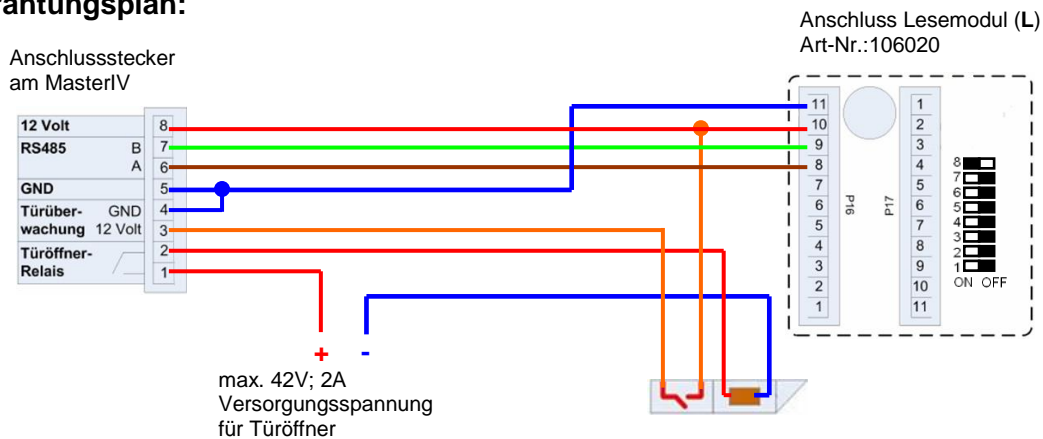 rahtungsplan:
Anschluss Lesemodul (L)
Art-Nr.:106020
Anschlussstecker
am MasterIV
12 Volt 8
RS485 B 7
A 6
GND 5
Türüber- GND 4
wachung 12 Volt 3
Türöffner- 2
Relais 1
11
10
9
8
7
6
5
4
3
2
1
P16
P17
1
2
3
4
5
6
7
8
9
10
11
8
7
6
5
4
3
2
1
ON OFF
+ -
max. 42V; 2A
Versorgungsspannung
für Türöffner